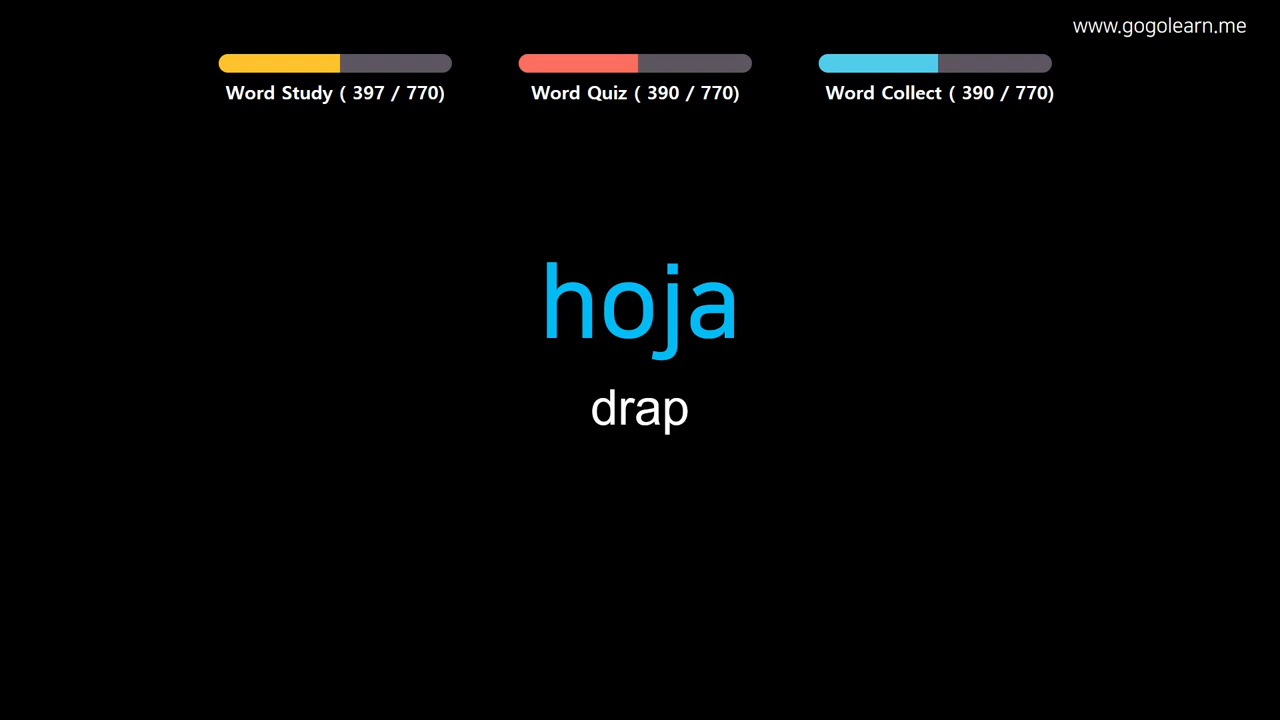 www.gogolearn.me
Word Study ( 397 / 770)
Word Quiz ( 390 / 770)
Word Collect ( 390 / 770)
hoja
drap